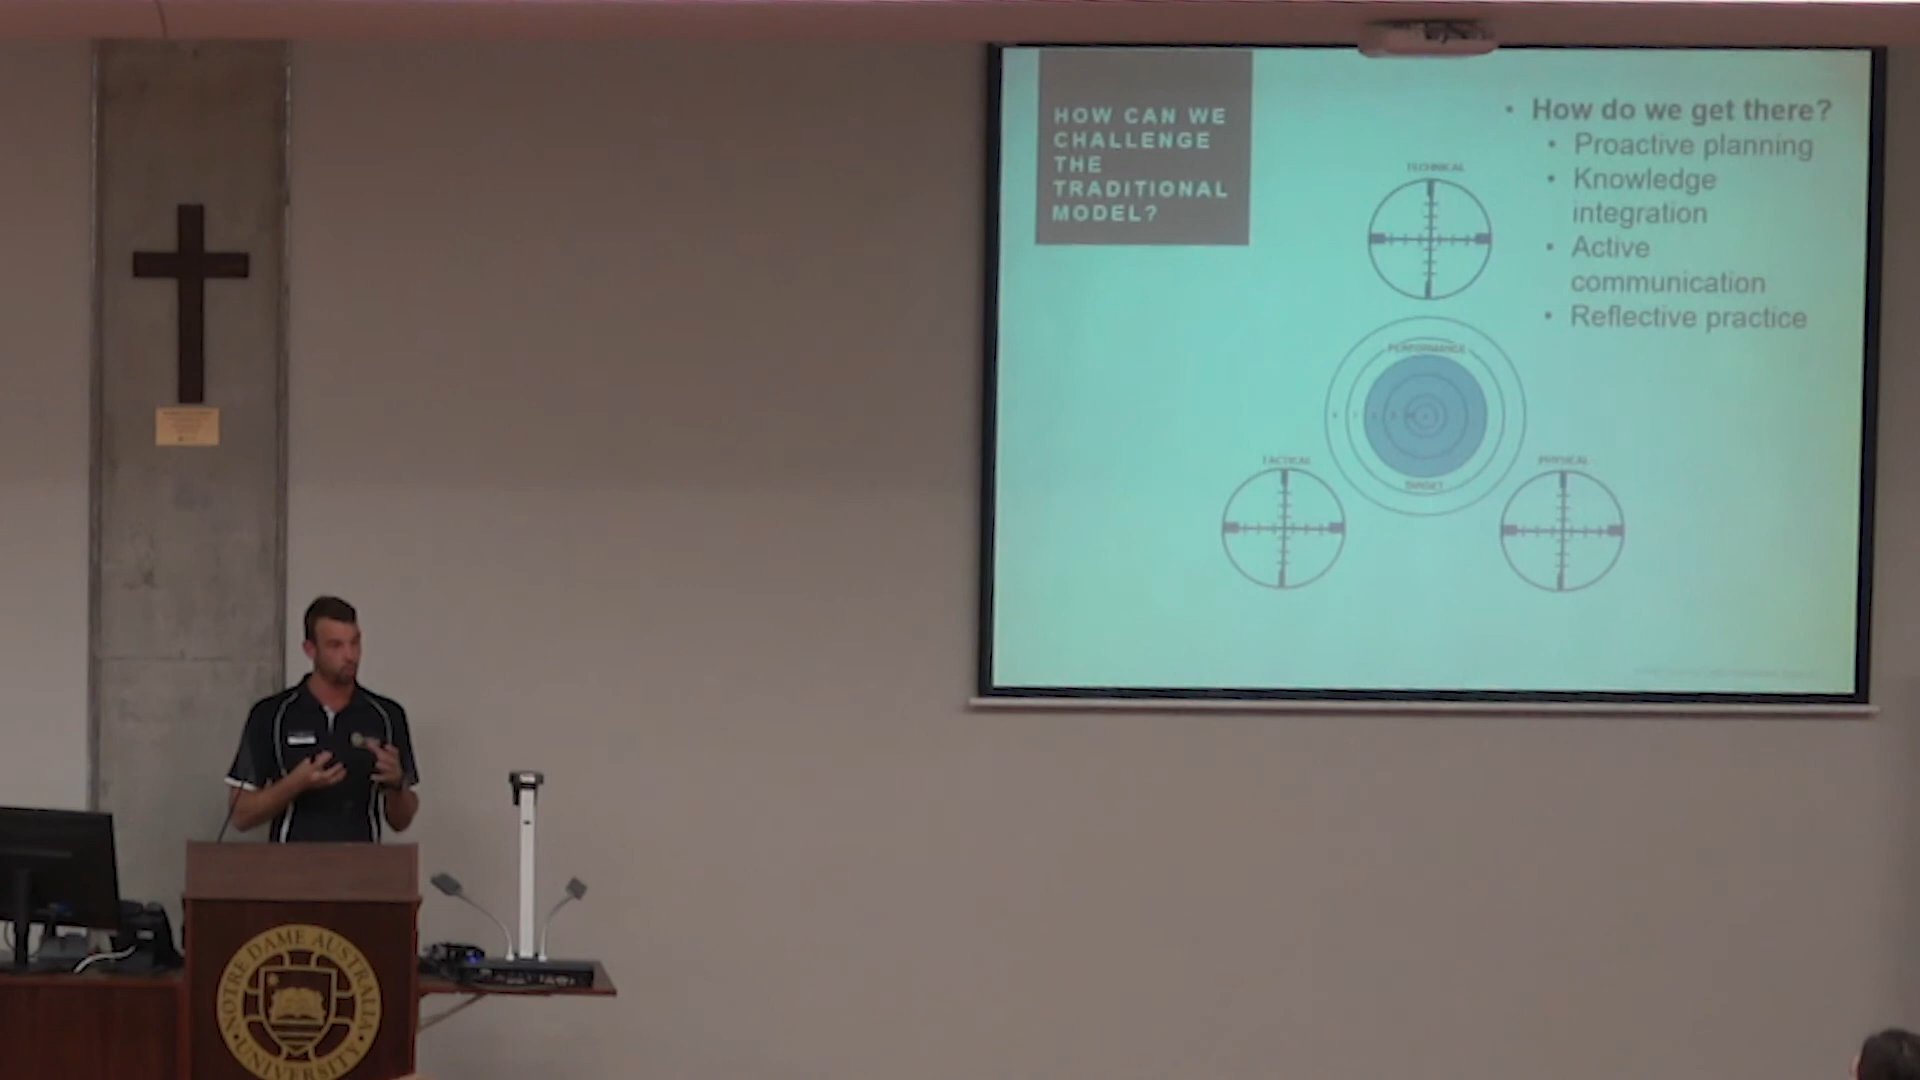 HOW CAN WE
CHALLENGE
THE
TRADITIONAL
MODEL?
• How do we get there?
• Proactive planning
• Knowledge
integration
• Active
communication
• Reflective practice
TECHNICAL
PERFORMANCE
TARGET
TACTICAL
PHYSICAL
NOTRE DAME AUSTRALIA
• UNIVERSITY •